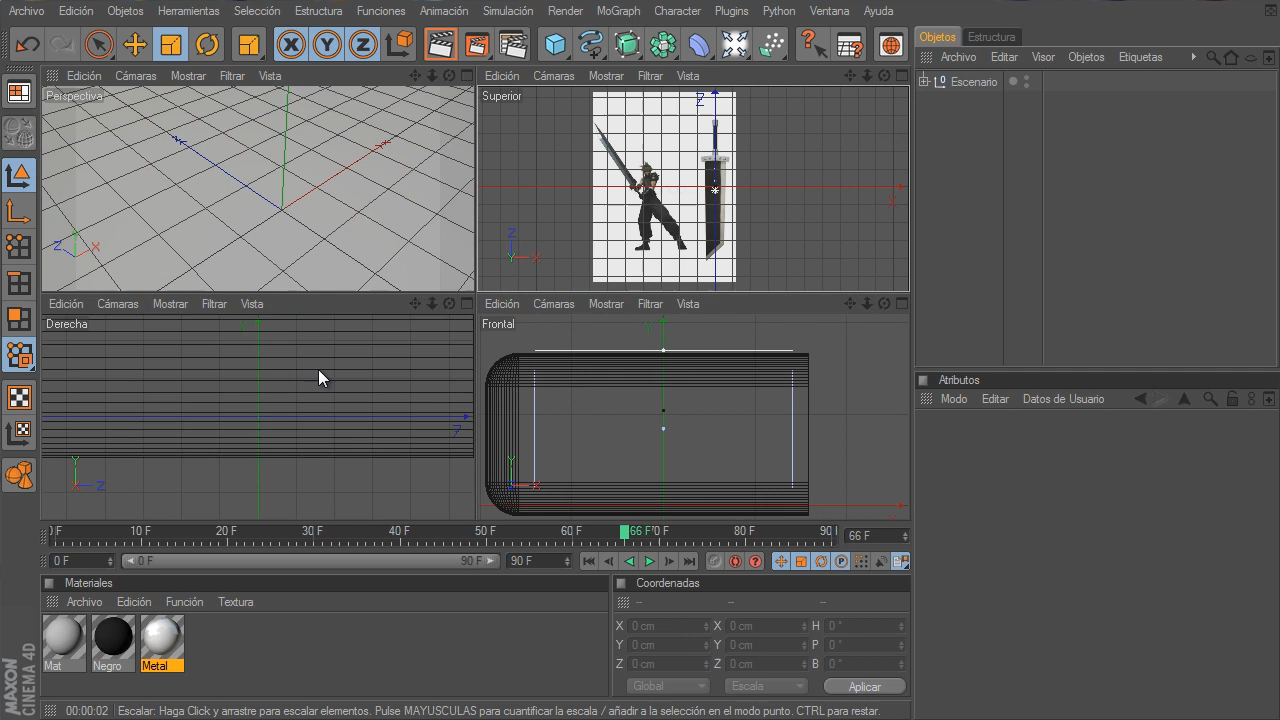 Archivo Edición Objetos Herramientas Selección Estructura Funciones Animación Simulación Render MoGraph Character Plugins Python Ventana Ayuda
X Y Z
Objetos Estructura
Archivo Editar Visor Objetos Etiquetas
Escenario
Edición Cámaras Mostrar Filtrar Vista
Perspectiva
Z Y X
Edición Cámaras Mostrar Filtrar Vista
Superior
Z
X
Z
Y X
Edición Cámaras Mostrar Filtrar Vista
Derecha
Y
Z
Y
X Z
Edición Cámaras Mostrar Filtrar Vista
Frontal
Y
Y
Z X
Atributos
Modo Editar Datos de Usuario
0 F 10 F 20 F 30 F 40 F 50 F 60 F 66 F 70 F 80 F 90 F
66 F
0 F 0 F 90 F 90 F
Materiales
Archivo Edición Función Textura
Mat Negro Metal
Coordenadas
-- -- --
X 0 cm X 0 cm H 0 °
Y 0 cm Y 0 cm P 0 °
Z 0 cm Z 0 cm B 0 °
Global Escala Aplicar
MAXON
CINEMA 4D
00:00:02 Escalar: Haga Click y arrastre para escalar elementos. Pulse MAYUSCULAS para cuantificar la escala / añadir a la selección en el modo punto. CTRL para restar.